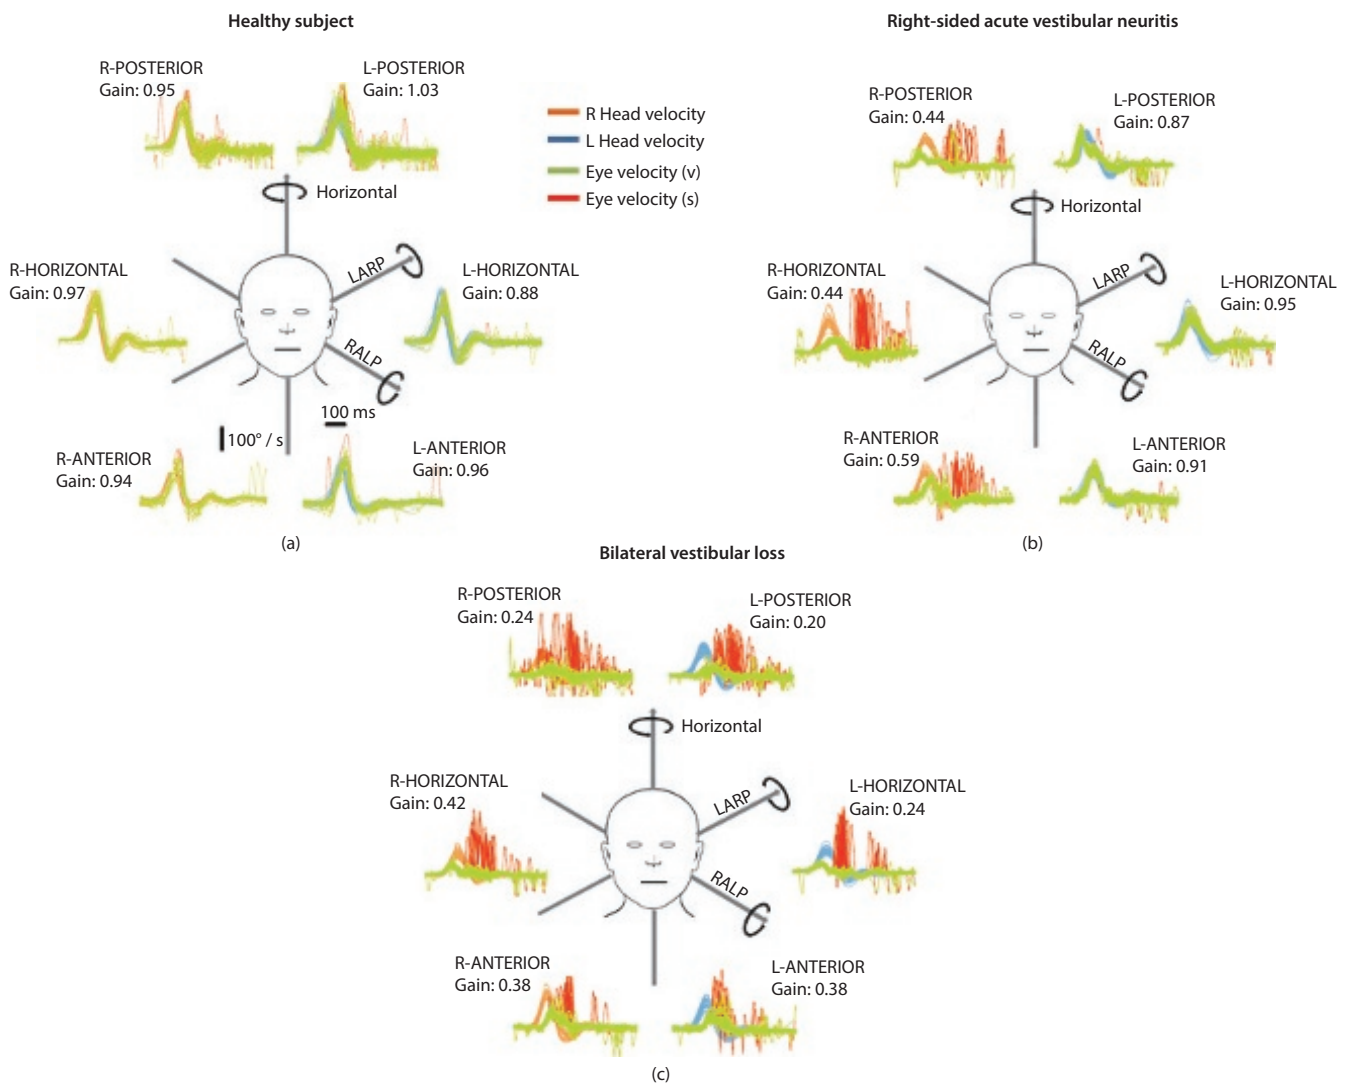 Healthy subject
R-POSTERIOR
Gain: 0.95
L-POSTERIOR
Gain: 1.03
R Head velocity
L Head velocity
Eye velocity (v)
Eye velocity (s)
Horizontal
R-HORIZONTAL
Gain: 0.97
LARP
L-HORIZONTAL
Gain: 0.88
RALP
100 ms
100° / s
R-ANTERIOR
Gain: 0.94
L-ANTERIOR
Gain: 0.96
(a)
Right-sided acute vestibular neuritis
R-POSTERIOR
Gain: 0.44
L-POSTERIOR
Gain: 0.87
Horizontal
R-HORIZONTAL
Gain: 0.44
LARP
L-HORIZONTAL
Gain: 0.95
RALP
R-ANTERIOR
Gain: 0.59
L-ANTERIOR
Gain: 0.91
(b)
Bilateral vestibular loss
R-POSTERIOR
Gain: 0.24
L-POSTERIOR
Gain: 0.20
Horizontal
R-HORIZONTAL
Gain: 0.42
LARP
L-HORIZONTAL
Gain: 0.24
RALP
R-ANTERIOR
Gain: 0.38
L-ANTERIOR
Gain: 0.38
(c)